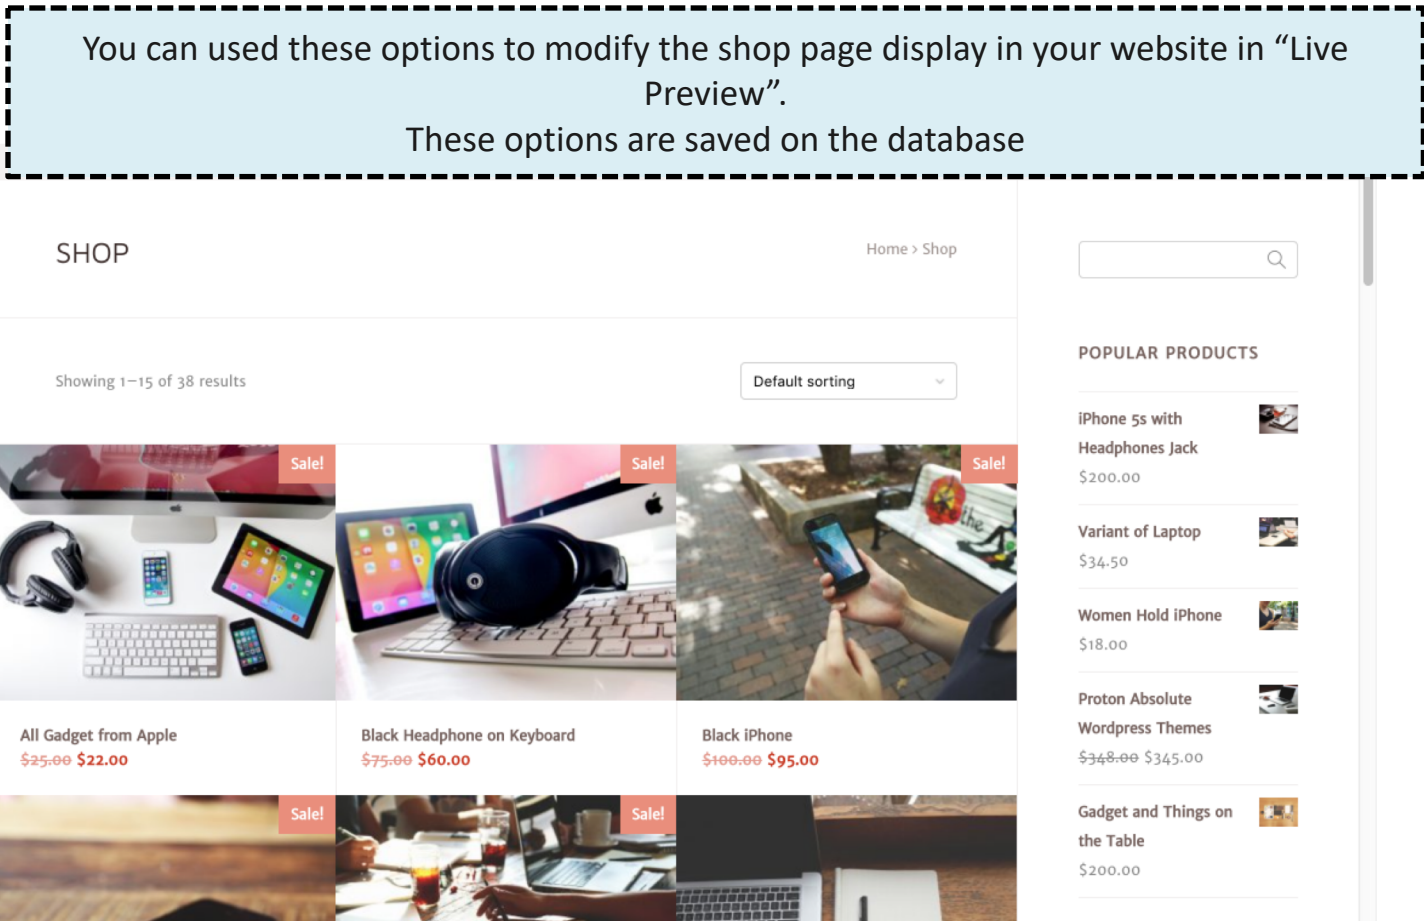 You can used these options to modify the shop page display in your website in “Live
Preview”.
These options are saved on the database
SHOP
Home > Shop
Showing 1–15 of 38 results
Default sorting
Sale!
Sale!
Sale!
All Gadget from Apple
$25.00 $22.00
Black Headphone on Keyboard
$75.00 $60.00
Black iPhone
$100.00 $95.00
Sale!
Sale!
POPULAR PRODUCTS
iPhone 5s with
Headphones Jack
$200.00
Variant of Laptop
$34.50
Women Hold iPhone
$18.00
Proton Absolute
Wordpress Themes
$348.00 $345.00
Gadget and Things on
the Table
$200.00
the